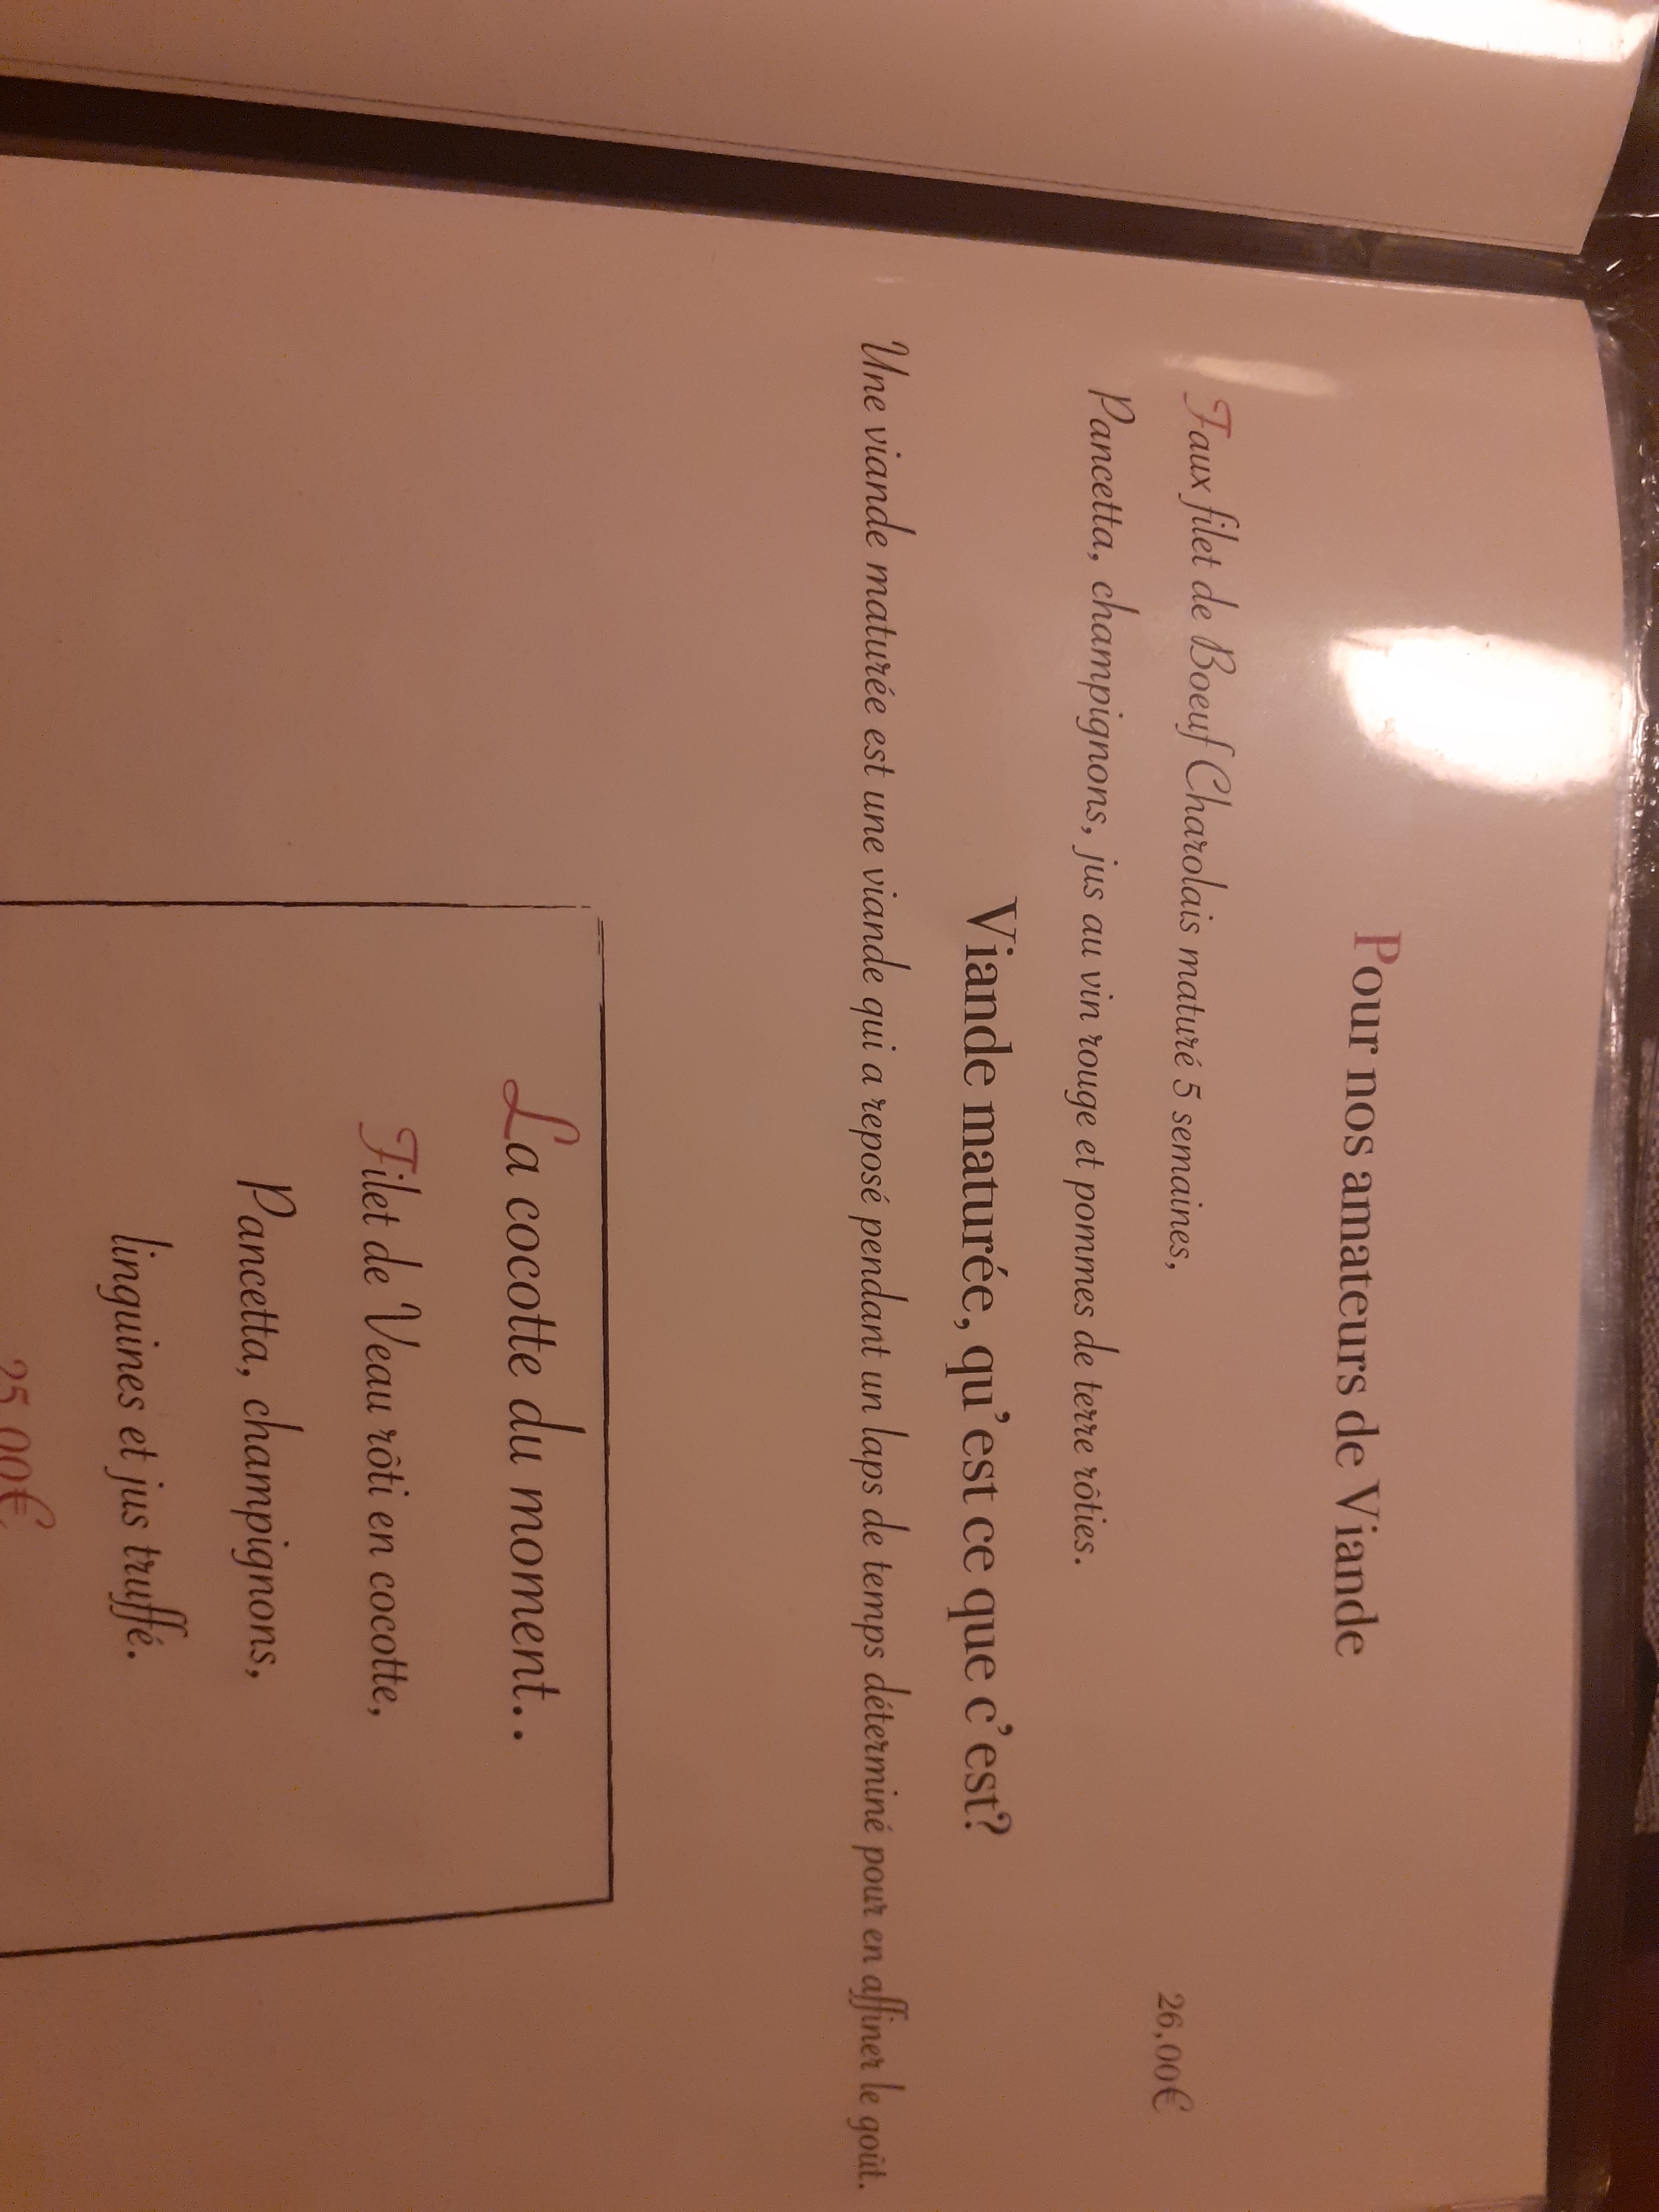 Pour nos amateurs de Viande
Faux filet de Boeuf Charolais maturé 5 semaines,
26,00€
Pancetta, champignons, jus au vin rouge et pommes de terre rôties.
Viande maturée, qu'est ce que c'est?
Une viande maturée est une viande qui a reposé pendant un laps de temps déterminé pour en affiner le goût.
La cocotte du moment..
Filet de Veau rôti en cocotte,
Pancetta, champignons,
linguines et jus truffé.
25,00€